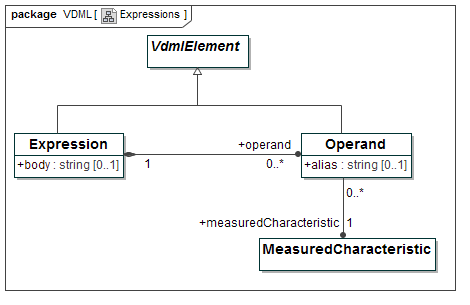 package VDML [ Expressions ]
VdmlElement
Expression
+body : string [0..1]
+operand
1
0..*
Operand
+alias : string [0..1]
0..*
+measuredCharacteristic
1
MeasuredCharacteristic